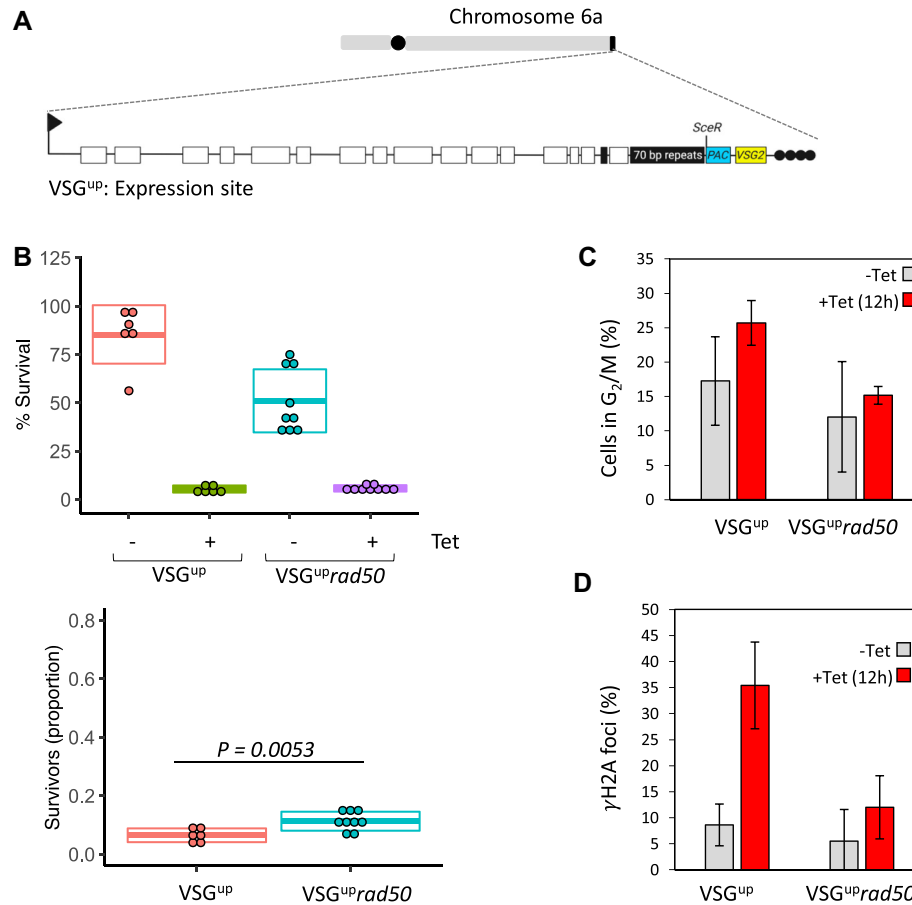 A
Chromosome 6a
SceR
70 bp repeats
PAC
VSG2
VSGᵘᵖ: Expression site
B
% Survival
125
100
75
50
25
0
- + - + Tet
VSGᵘᵖ VSGᵘᵖrad50
Survivors (proportion)
0.8
0.6
0.4
0.2
0.0
P = 0.0053
VSGᵘᵖ VSGᵘᵖrad50
C
Cells in G₂/M (%)
35
30
25
20
15
10
5
0
-Tet
+Tet (12h)
VSGᵘᵖ VSGᵘᵖrad50
D
γH2A foci (%)
50
45
40
35
30
25
20
15
10
5
0
-Tet
+Tet (12h)
VSGᵘᵖ VSGᵘᵖrad50